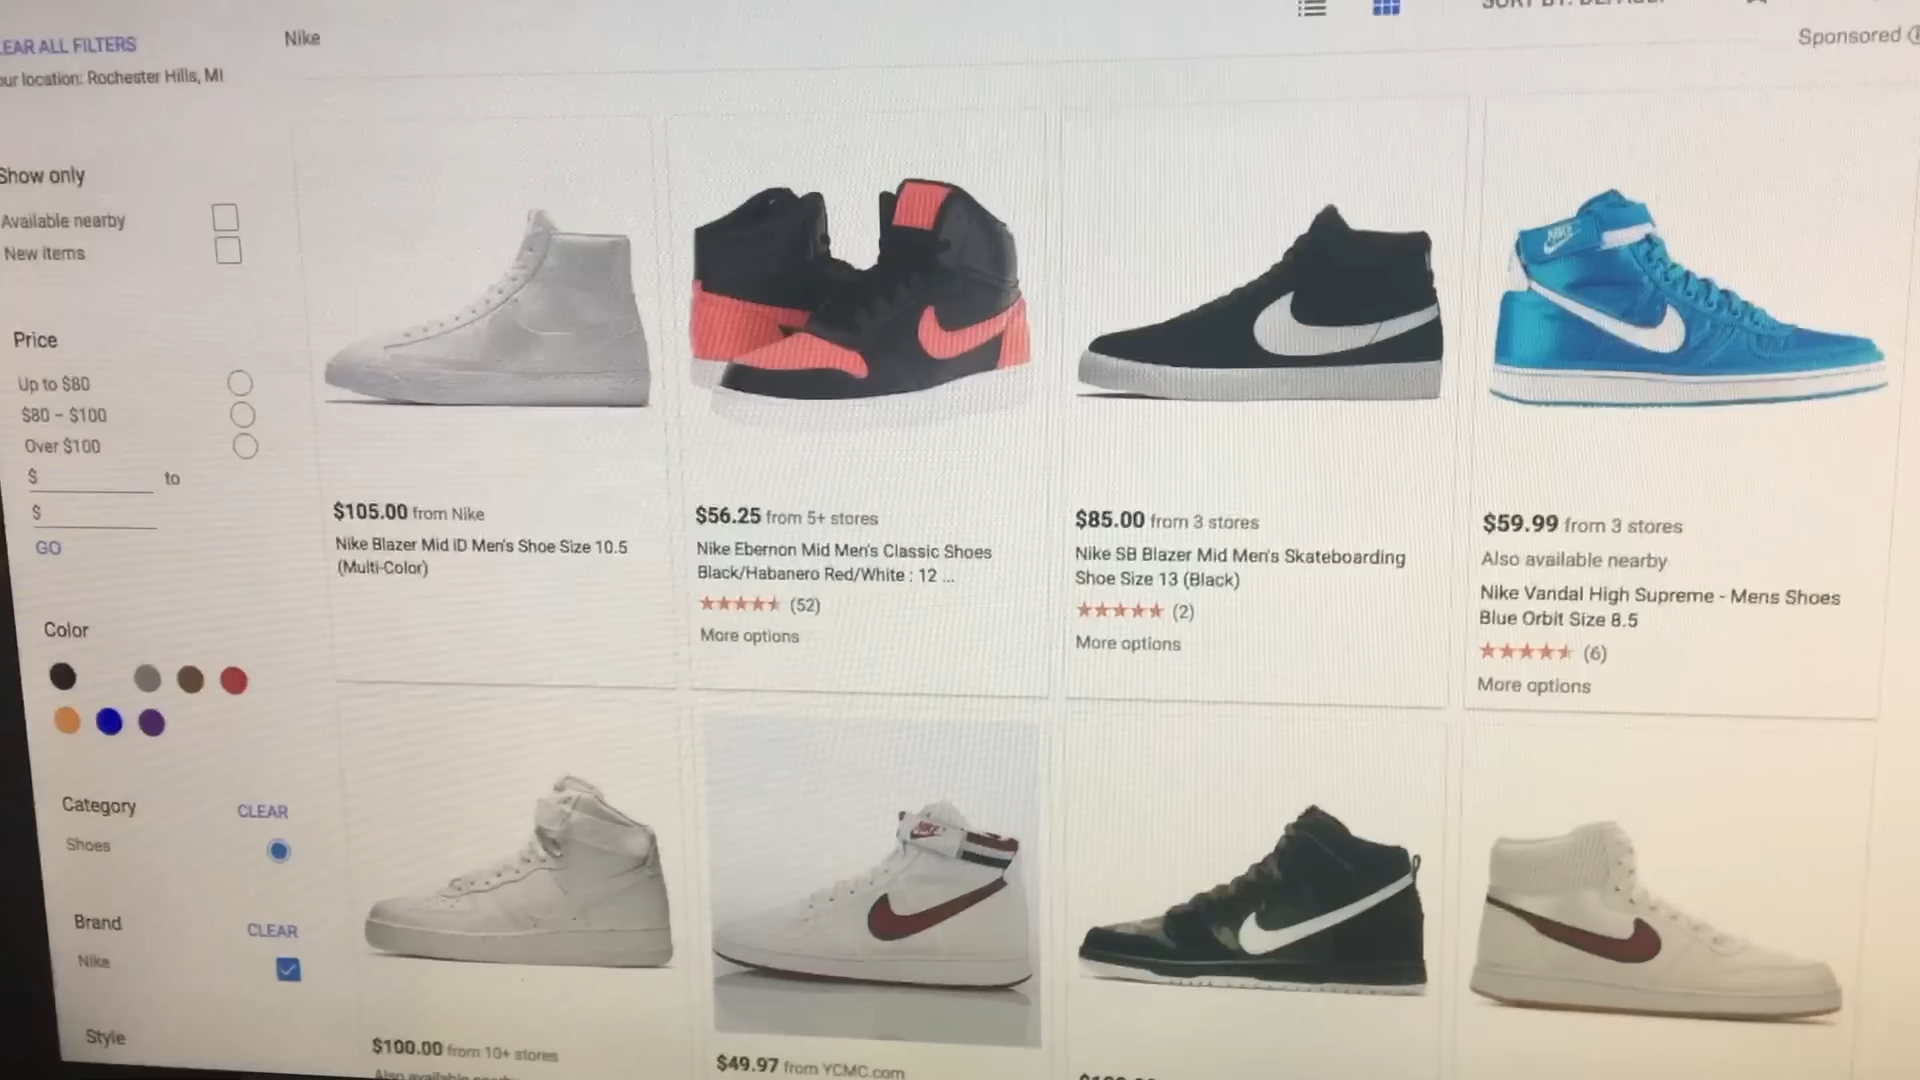 CLEAR ALL FILTERS
Nike
Sponsored
our location: Rochester Hills, MI
Show only
Available nearby
New items
Price
Up to $80
$80 – $100
Over $100
$ to
$
GO
Color
Category
CLEAR
Shoes
Brand
CLEAR
Nike
Style
$105.00 from Nike
Nike Blazer Mid iD Men's Shoe Size 10.5
(Multi-Color)
$56.25 from 5+ stores
Nike Ebernon Mid Men's Classic Shoes
Black/Habanero Red/White : 12 ...
(52)
More options
$85.00 from 3 stores
Nike SB Blazer Mid Men's Skateboarding
Shoe Size 13 (Black)
(2)
More options
NIKE
$59.99 from 3 stores
Also available nearby
Nike Vandal High Supreme - Mens Shoes
Blue Orbit Size 8.5
(6)
More options
$100.00 from 10+ stores
Also available
NIKE
$49.97 from YCMC.com